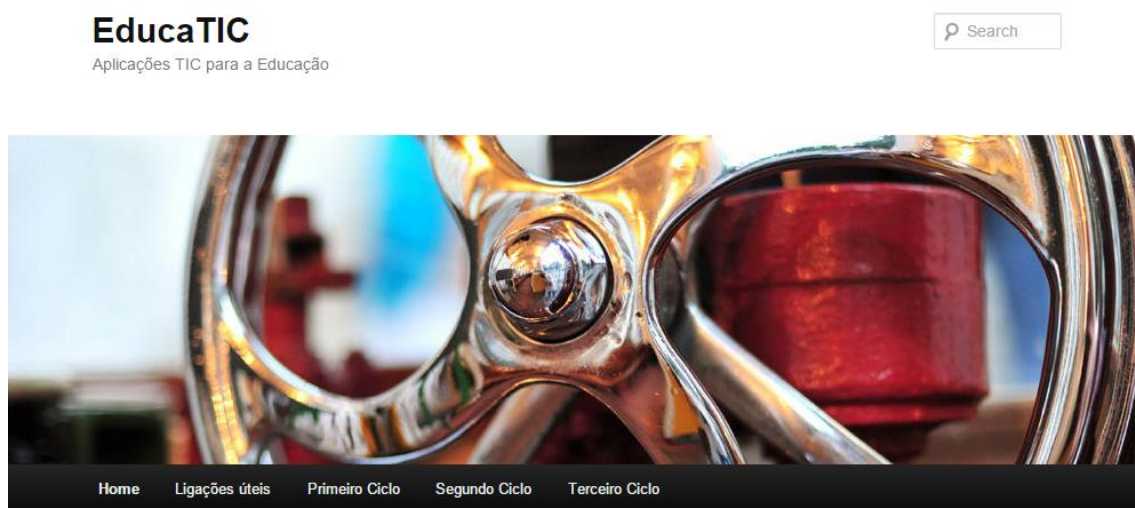 EducaTIC
Search
Aplicações TIC para a Educação
Home Ligações úteis Primeiro Ciclo Segundo Ciclo Terceiro Ciclo